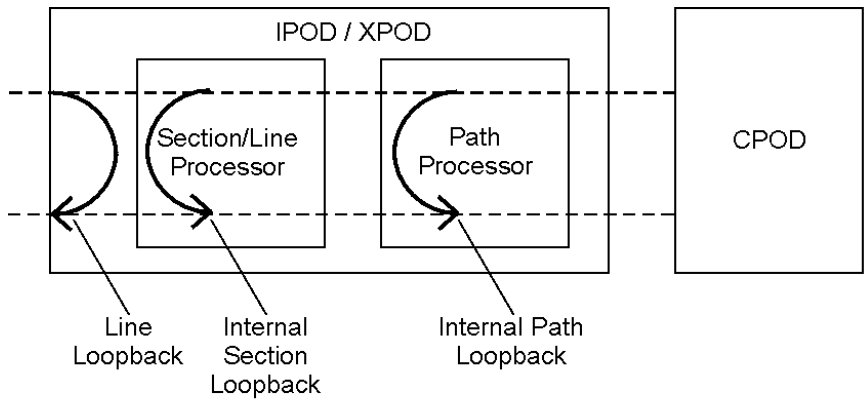 IPOD / XPOD
Section/Line
Processor
Path
Processor
CPOD
Line
Loopback
Internal
Section
Loopback
Internal Path
Loopback